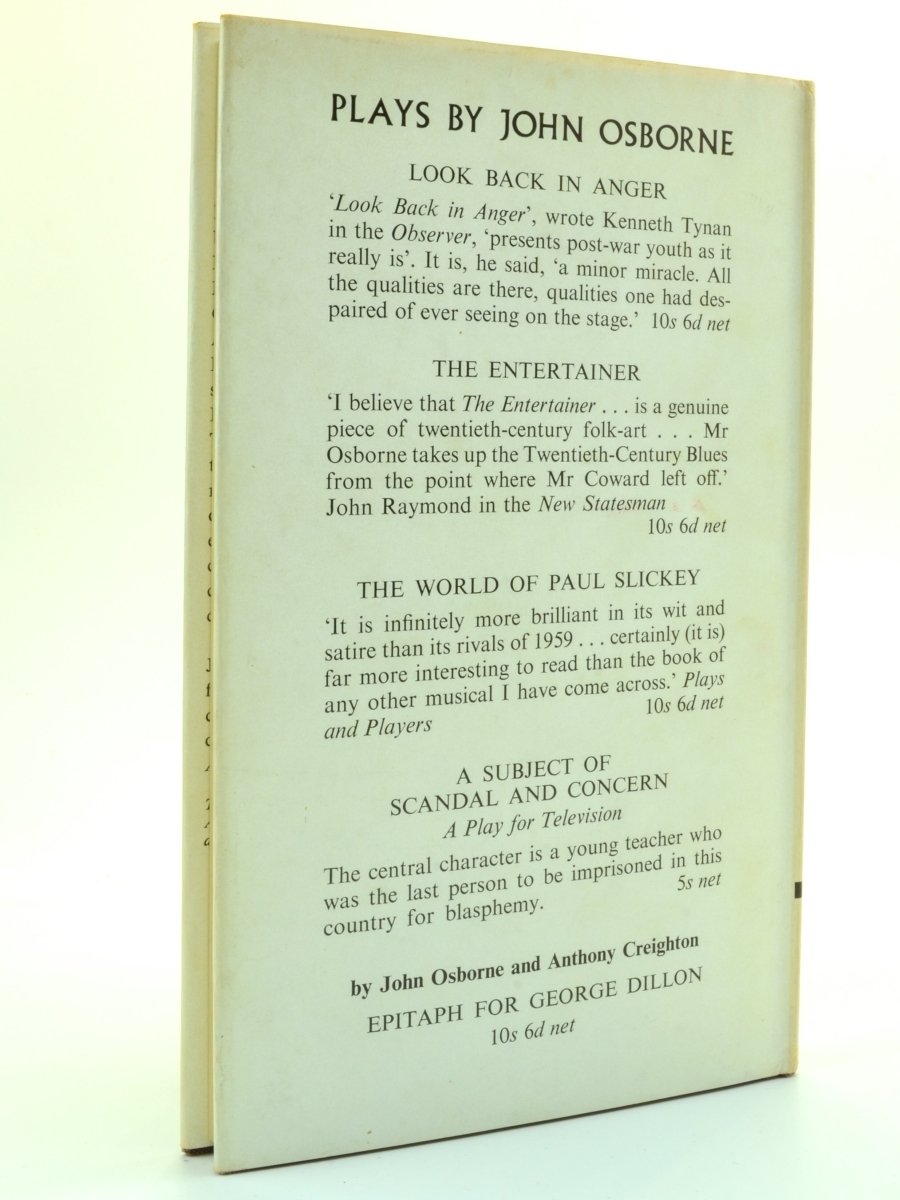 PLAYS BY JOHN OSBORNE
LOOK BACK IN ANGER
‘Look Back in Anger’, wrote Kenneth Tynan
in the Observer, ‘presents post-war youth as it
really is’. It is, he said, ‘a minor miracle. All
the qualities are there, qualities one had des-
paired of ever seeing on the stage.’ 10s 6d net
THE ENTERTAINER
‘I believe that The Entertainer . . . is a genuine
piece of twentieth-century folk-art . . . Mr
Osborne takes up the Twentieth-Century Blues
from the point where Mr Coward left off.’
John Raymond in the New Statesman
10s 6d net
THE WORLD OF PAUL SLICKEY
‘It is infinitely more brilliant in its wit and
satire than its rivals of 1959 . . . certainly (it is)
far more interesting to read than the book of
any other musical I have come across.’ Plays
and Players 10s 6d net
A SUBJECT OF
SCANDAL AND CONCERN
A Play for Television
The central character is a young teacher who
was the last person to be imprisoned in this
country for blasphemy. 5s net
by John Osborne and Anthony Creighton
EPITAPH FOR GEORGE DILLON
10s 6d net